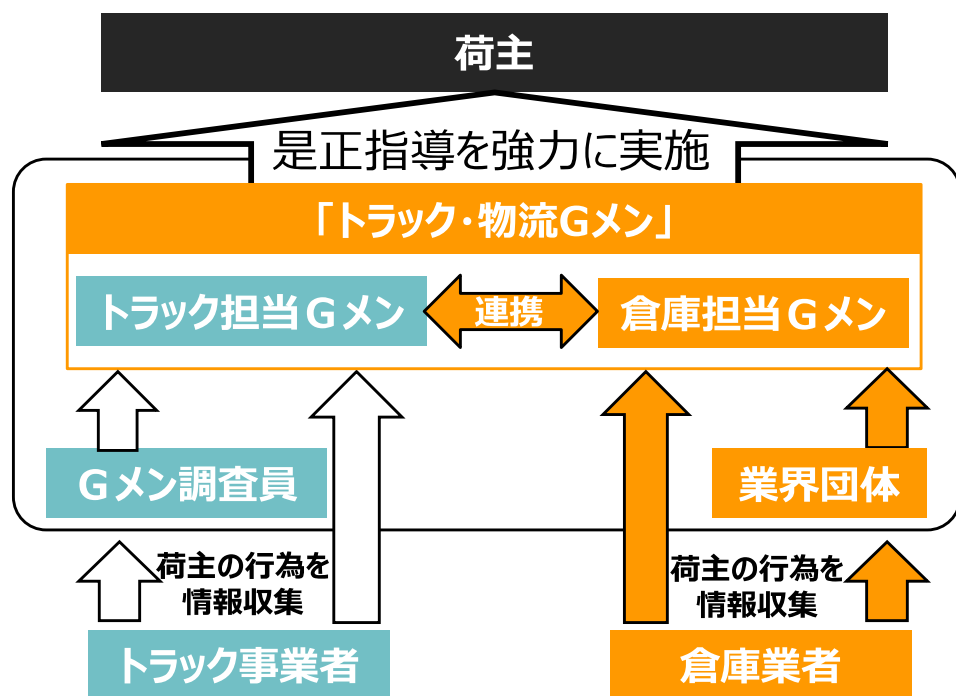 荷主
是正指導を強力に実施
「トラック・物流Gメン」
トラック担当Gメン
連携
倉庫担当Gメン
Gメン調査員
業界団体
荷主の行為を
情報収集
荷主の行為を
情報収集
トラック事業者
倉庫業者